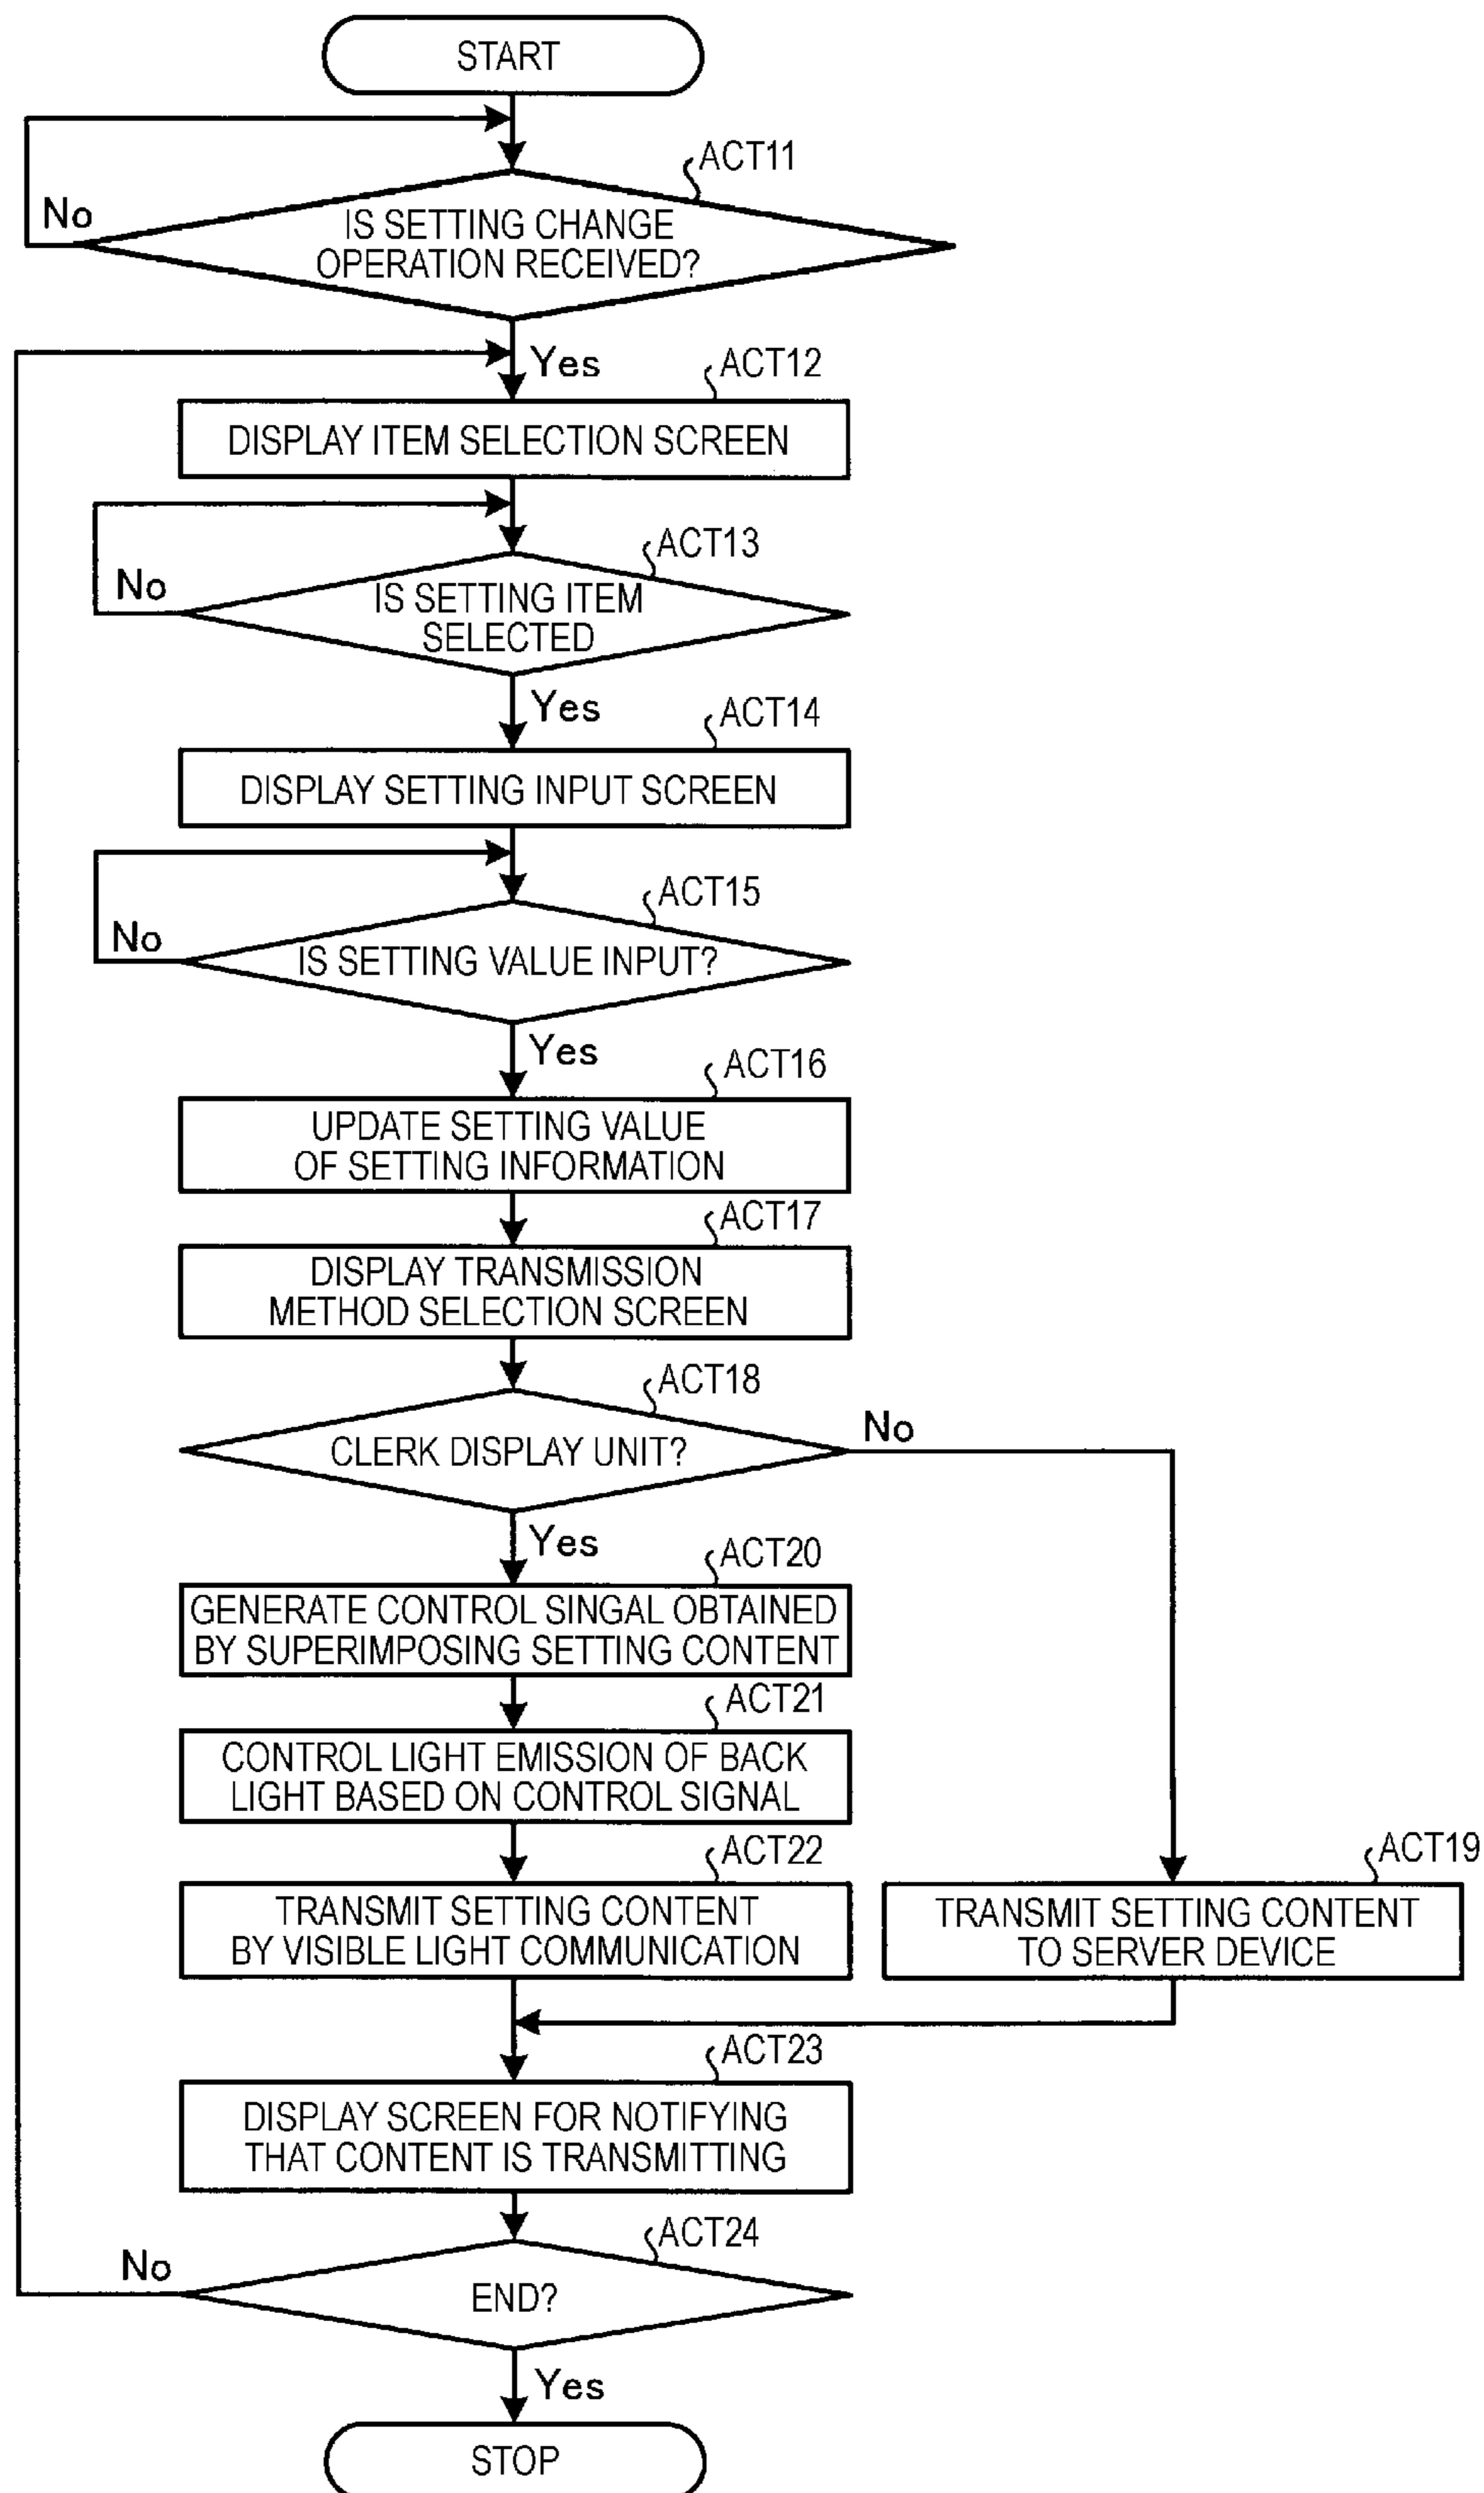 START
ACT11
No
IS SETTING CHANGE
OPERATION RECEIVED?
Yes
ACT12
DISPLAY ITEM SELECTION SCREEN
ACT13
No
IS SETTING ITEM
SELECTED
Yes
ACT14
DISPLAY SETTING INPUT SCREEN
ACT15
No
IS SETTING VALUE INPUT?
Yes
ACT16
UPDATE SETTING VALUE
OF SETTING INFORMATION
ACT17
DISPLAY TRANSMISSION
METHOD SELECTION SCREEN
ACT18
No
CLERK DISPLAY UNIT?
Yes
ACT20
GENERATE CONTROL SINGAL OBTAINED
BY SUPERIMPOSING SETTING CONTENT
ACT21
CONTROL LIGHT EMISSION OF BACK
LIGHT BASED ON CONTROL SIGNAL
ACT22
TRANSMIT SETTING CONTENT
BY VISIBLE LIGHT COMMUNICATION
ACT19
TRANSMIT SETTING CONTENT
TO SERVER DEVICE
ACT23
DISPLAY SCREEN FOR NOTIFYING
THAT CONTENT IS TRANSMITTING
ACT24
No
END?
Yes
STOP